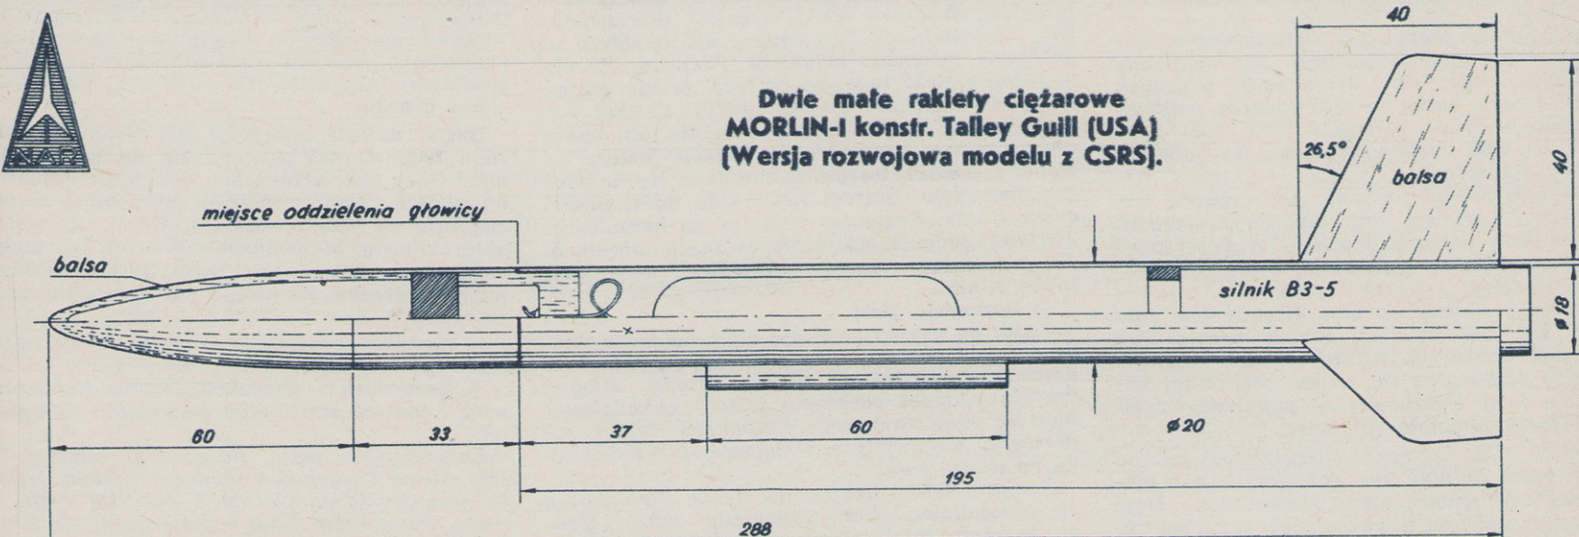 NAR
Dwie małe rakiety ciężarowe
MORLIN-I konstr. Talley Guill (USA)
(Wersja rozwojowa modelu z CSRS).
40
26,5°
balsa
40
miejsce oddzielenia głowicy
balsa
silnik B3-5
ø18
60
33
37
60
ø20
195
288